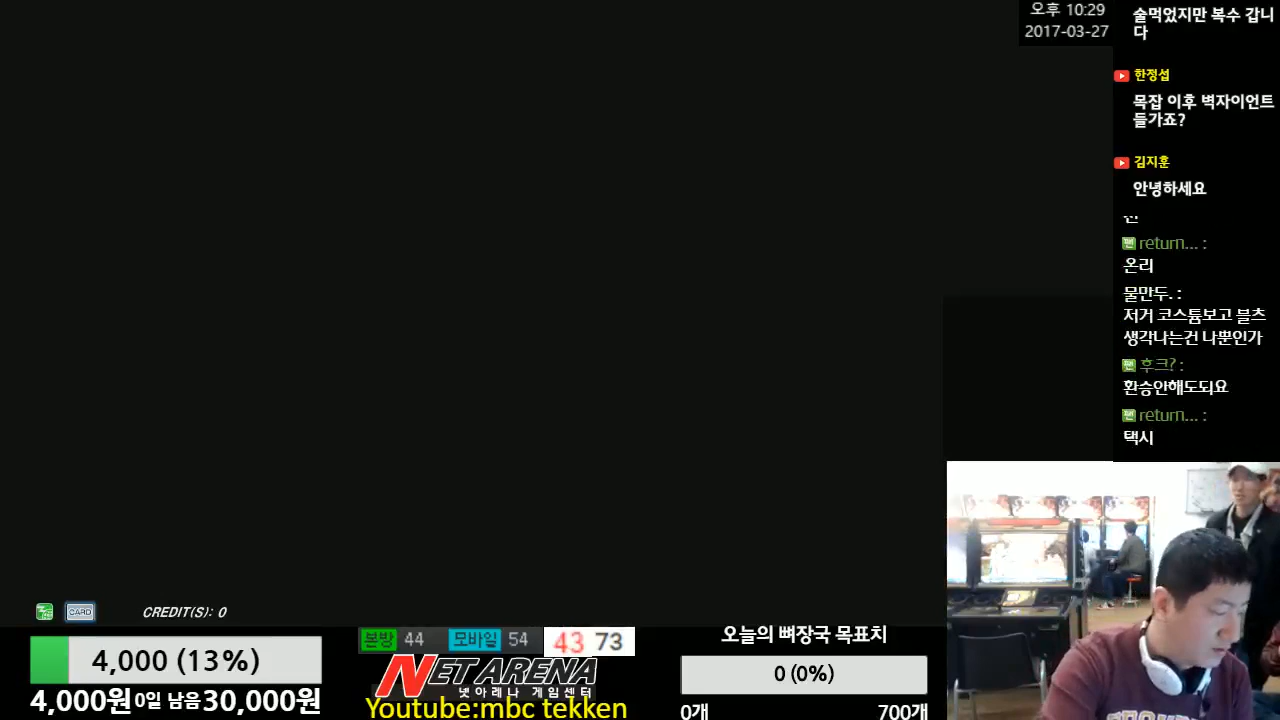 오후 10:29
2017-03-27
술먹었지만 복수 갑니
다
한정섭
목잡 이후 벽자이언트
들가죠?
김지훈
안녕하세요
return... :
온리
물만두. :
저거 코스튬보고 블츠
생각나는건 나뿐인가
후크? :
환승안해도되요
return... :
택시
CARD
CREDIT(S): 0
4,000 (13%)
4,000원 0일 남음 30,000원
본방 44 모바일 54 43 73
NET ARENA
넷아레나 게임센터
Youtube:mbc tekken
오늘의 뼈장국 목표치
0 (0%)
0개 700개